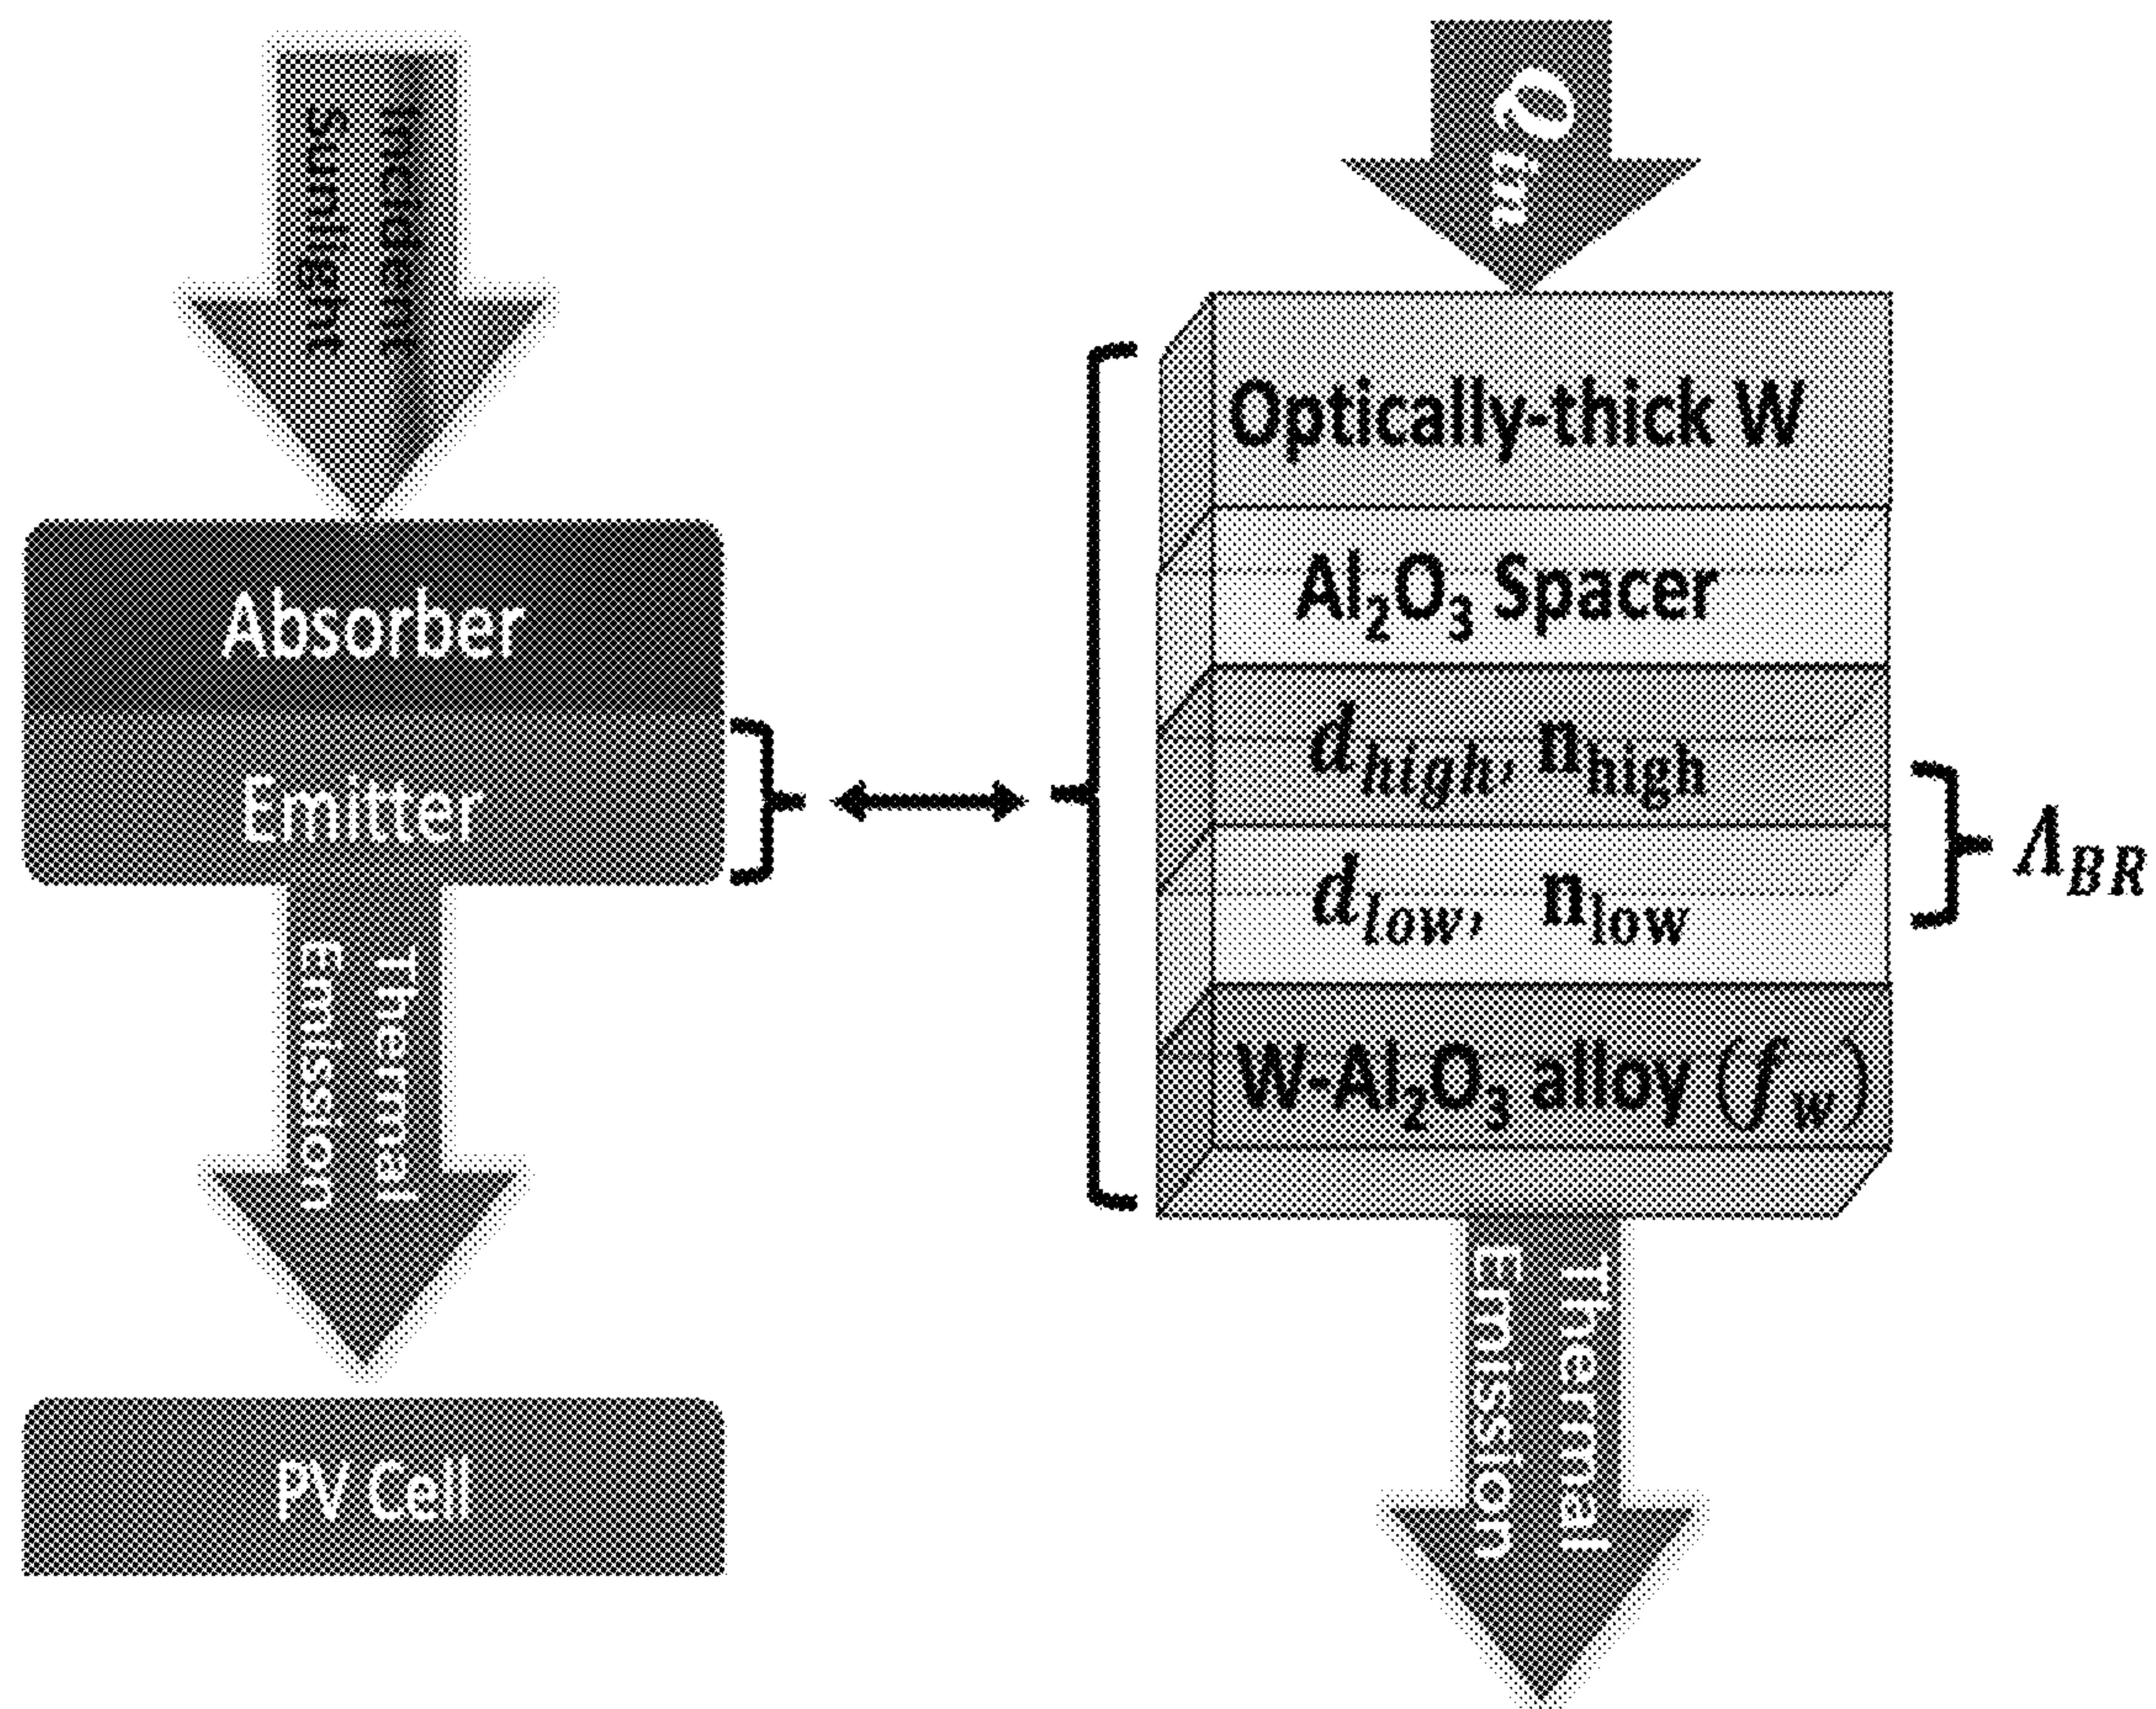 Incident
Sunlight
Absorber
Emitter
Thermal
Emission
PV Cell
Q in
Optically-thick W
Al₂O₃ Spacer
d_high, n_high
d_low, n_low
Λ_BR
W-Al₂O₃ alloy (f_w)
Thermal
Emission